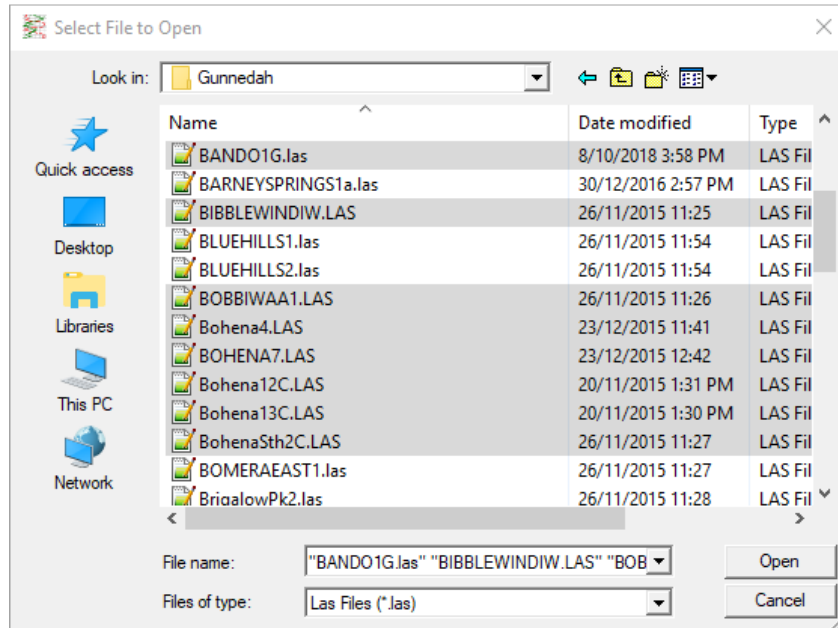 Select File to Open
Look in: Gunnedah
Name Date modified Type
BANDO1G.las 8/10/2018 3:58 PM LAS Fil
BARNEYSPRINGS1a.las 30/12/2016 2:57 PM LAS Fil
BIBBLEWINDIW.LAS 26/11/2015 11:25 LAS Fil
BLUEHILLS1.las 26/11/2015 11:54 LAS Fil
BLUEHILLS2.las 26/11/2015 11:54 LAS Fil
BOBBIWAA1.LAS 26/11/2015 11:26 LAS Fil
Bohena4.LAS 23/12/2015 11:41 LAS Fil
BOHENA7.LAS 23/12/2015 12:42 LAS Fil
Bohena12C.LAS 20/11/2015 1:31 PM LAS Fil
Bohena13C.LAS 20/11/2015 1:30 PM LAS Fil
BohenaSth2C.LAS 26/11/2015 11:27 LAS Fil
BOMERAEAST1.las 26/11/2015 11:27 LAS Fil
BrigalowPk2.las 26/11/2015 11:28 LAS Fil
Quick access
Desktop
Libraries
This PC
Network
File name: "BANDO1G.las" "BIBBLEWINDIW.LAS" "BOB Open
Files of type: Las Files (*.las) Cancel